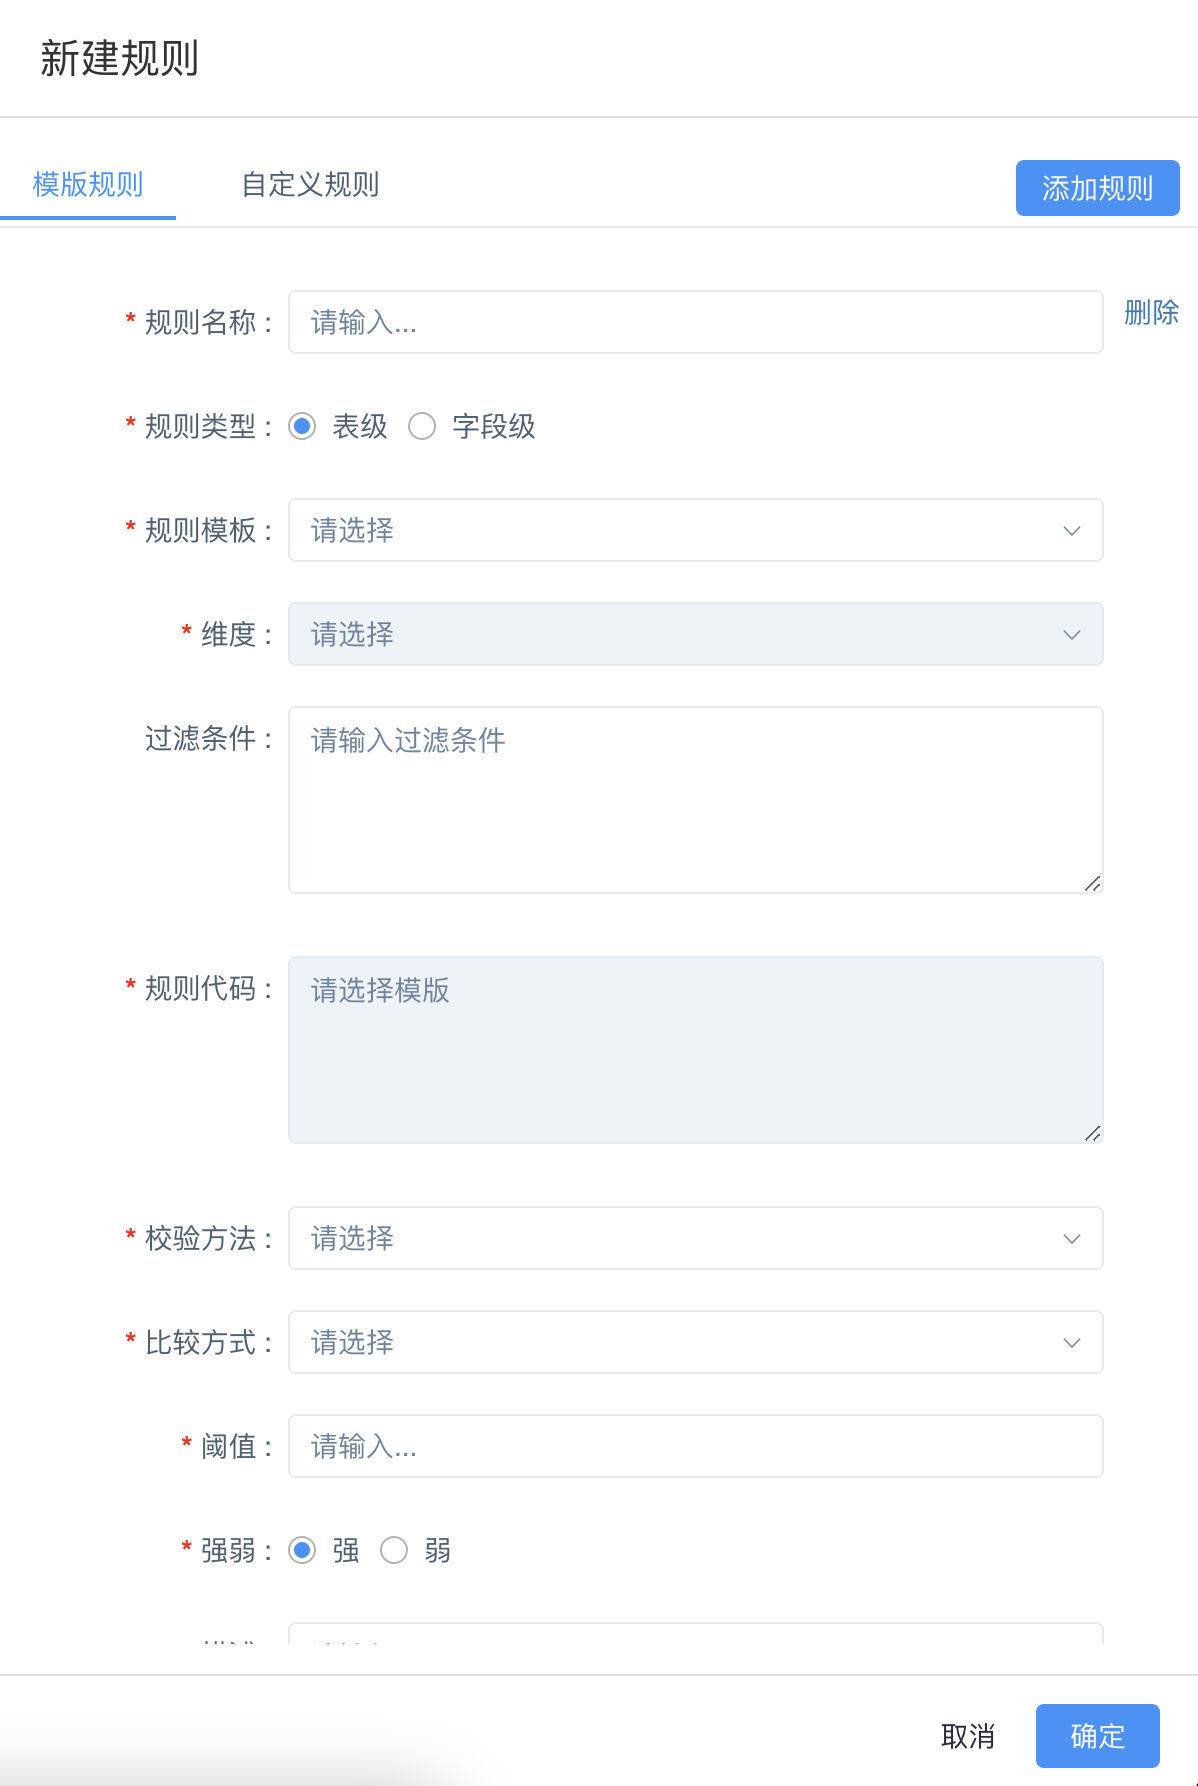 新建规则
模版规则 自定义规则 添加规则
* 规则名称 : 请输入... 删除
* 规则类型 : 表级 字段级
* 规则模板 : 请选择
* 维度 : 请选择
过滤条件 : 请输入过滤条件
* 规则代码 : 请选择模版
* 校验方法 : 请选择
* 比较方式 : 请选择
* 阈值 : 请输入...
* 强弱 : 强 弱
取消 确定